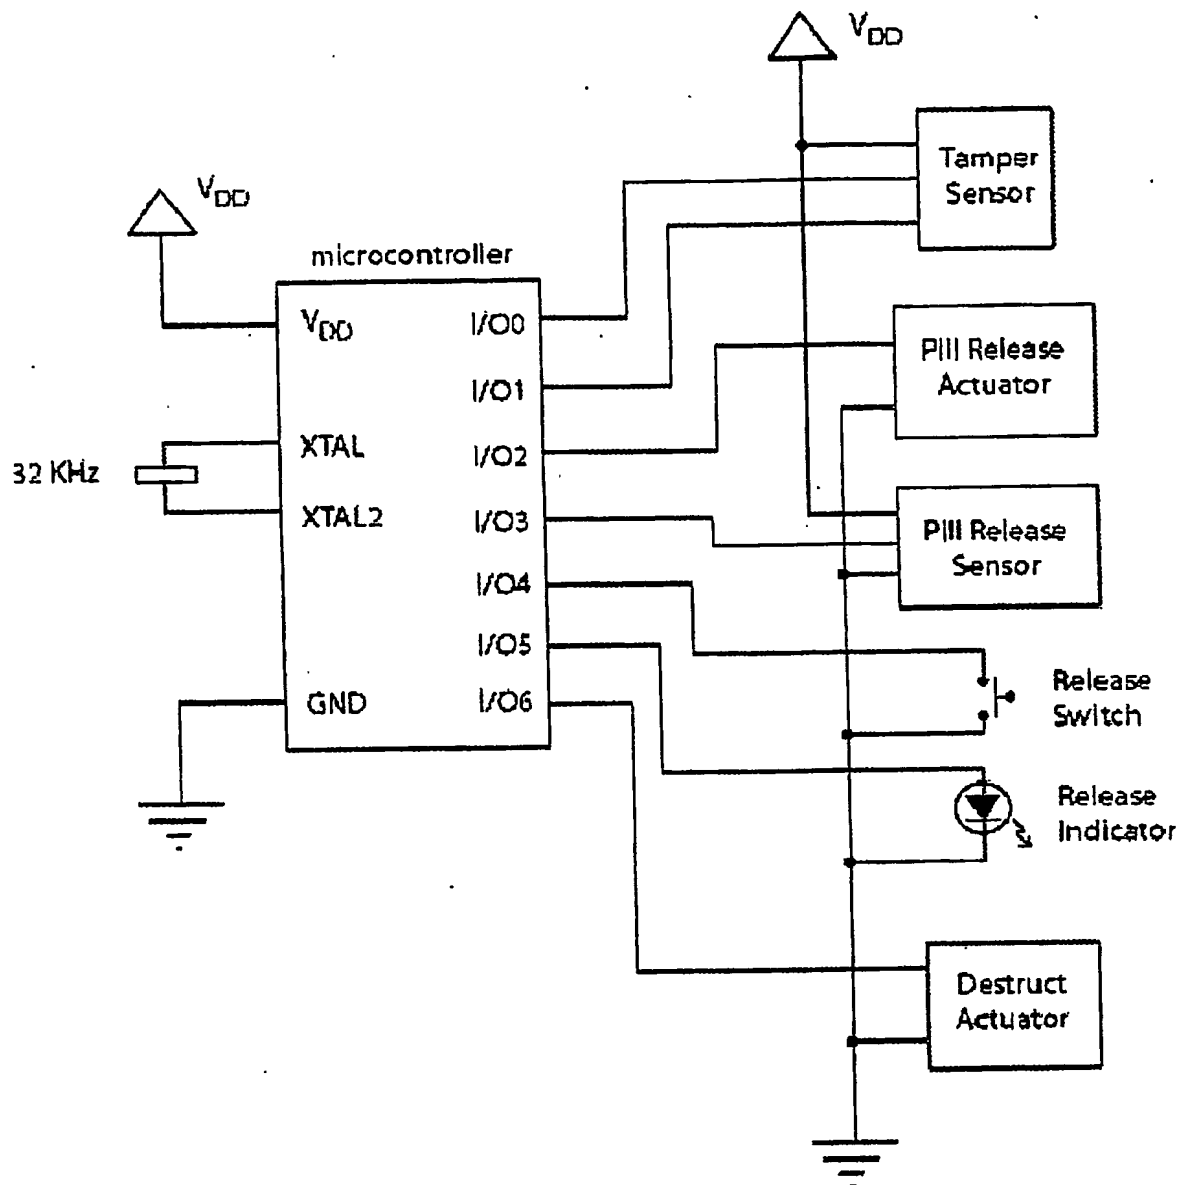 VDD
Tamper
Sensor
VDD
microcontroller
VDD
I/O0
I/O1
XTAL
I/O2
32 KHz
XTAL2
I/O3
I/O4
I/O5
GND
I/O6
Pill Release
Actuator
Pill Release
Sensor
Release
Switch
Release
Indicator
Destruct
Actuator